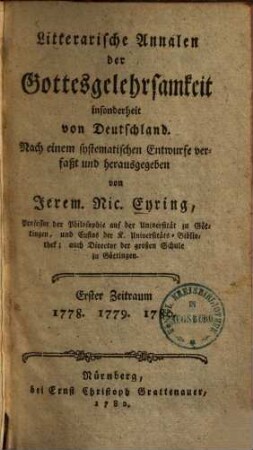 Litterarische Annalen
der
Gottesgelehrsamkeit
insonderheit
von Deutschland.
Nach einem systematischen Entwurfe ver-
faßt und herausgegeben
von
Jerem. Nic. Eyring,
Professor der Philosophie auf der Universität zu Göt-
tingen, und Custos der K. Universitäts-Biblio-
thek; auch Director der großen Schule
zu Göttingen.
Erster Zeitraum
1778. 1779.
Nürnberg,
bei Ernst Christoph Grattenauer,